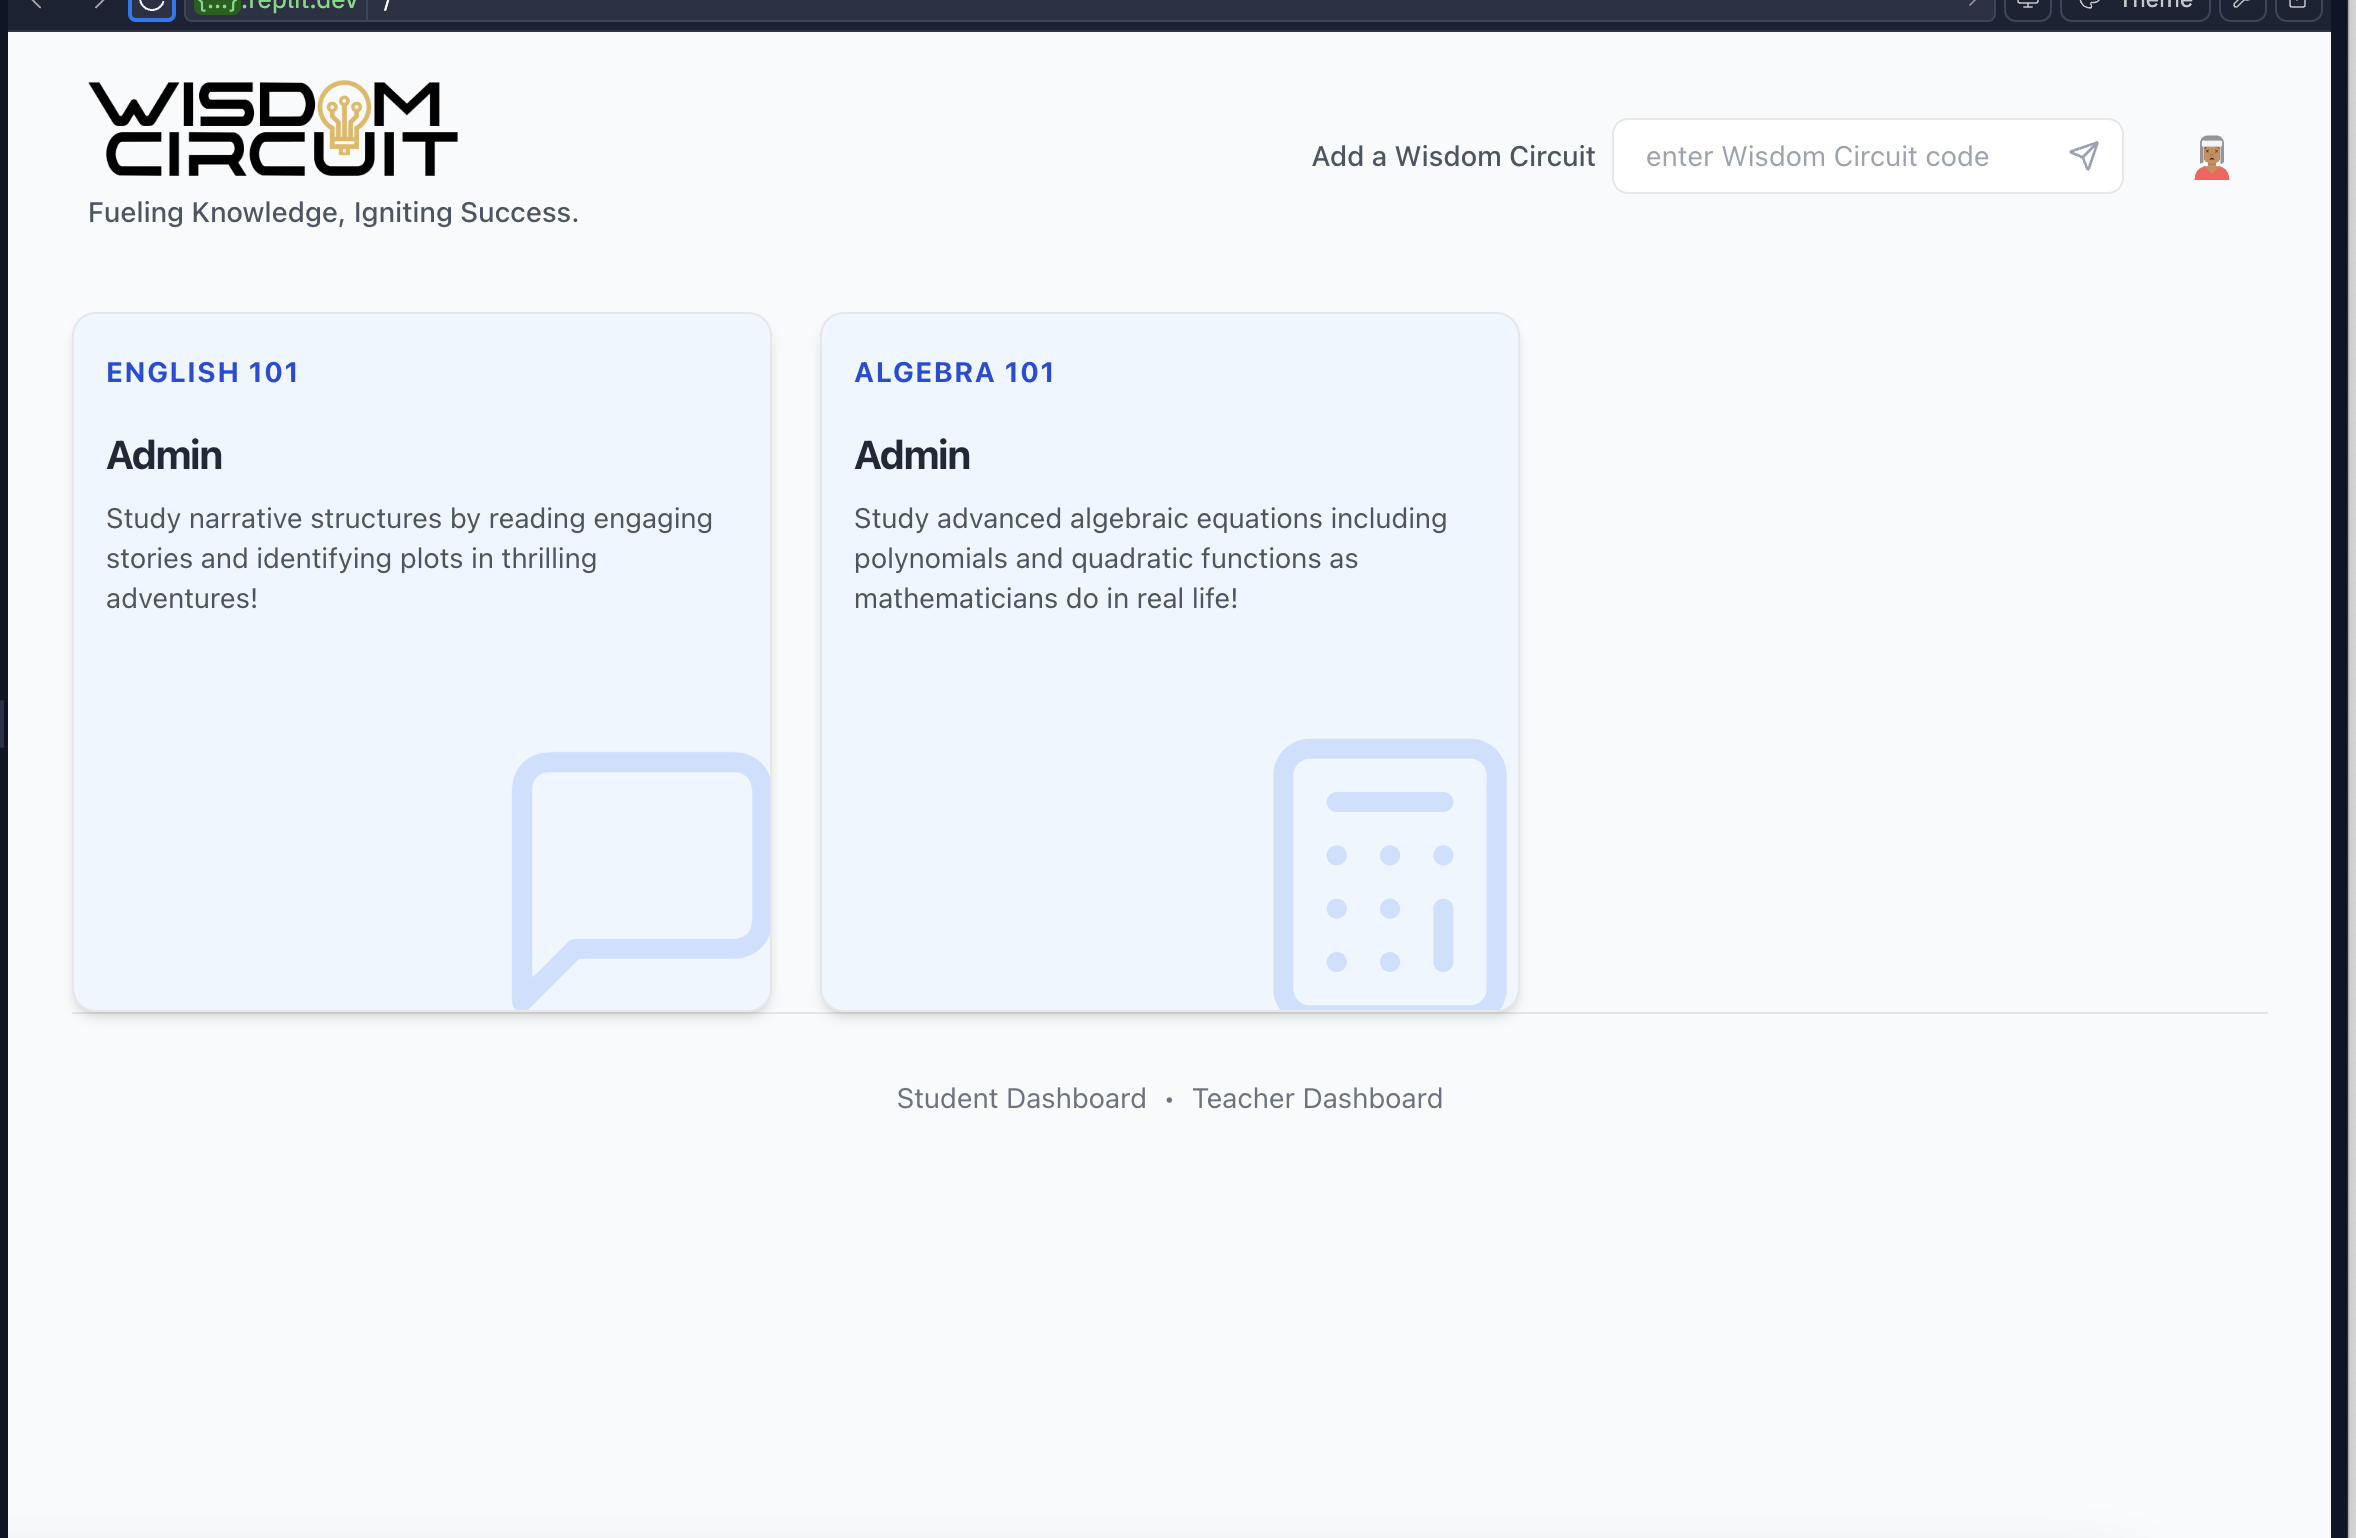 {...}.replit.dev /
Theme
WISDOM
CIRCUIT
Fueling Knowledge, Igniting Success.
Add a Wisdom Circuit
enter Wisdom Circuit code
ENGLISH 101
Admin
Study narrative structures by reading engaging
stories and identifying plots in thrilling
adventures!
ALGEBRA 101
Admin
Study advanced algebraic equations including
polynomials and quadratic functions as
mathematicians do in real life!
Student Dashboard • Teacher Dashboard